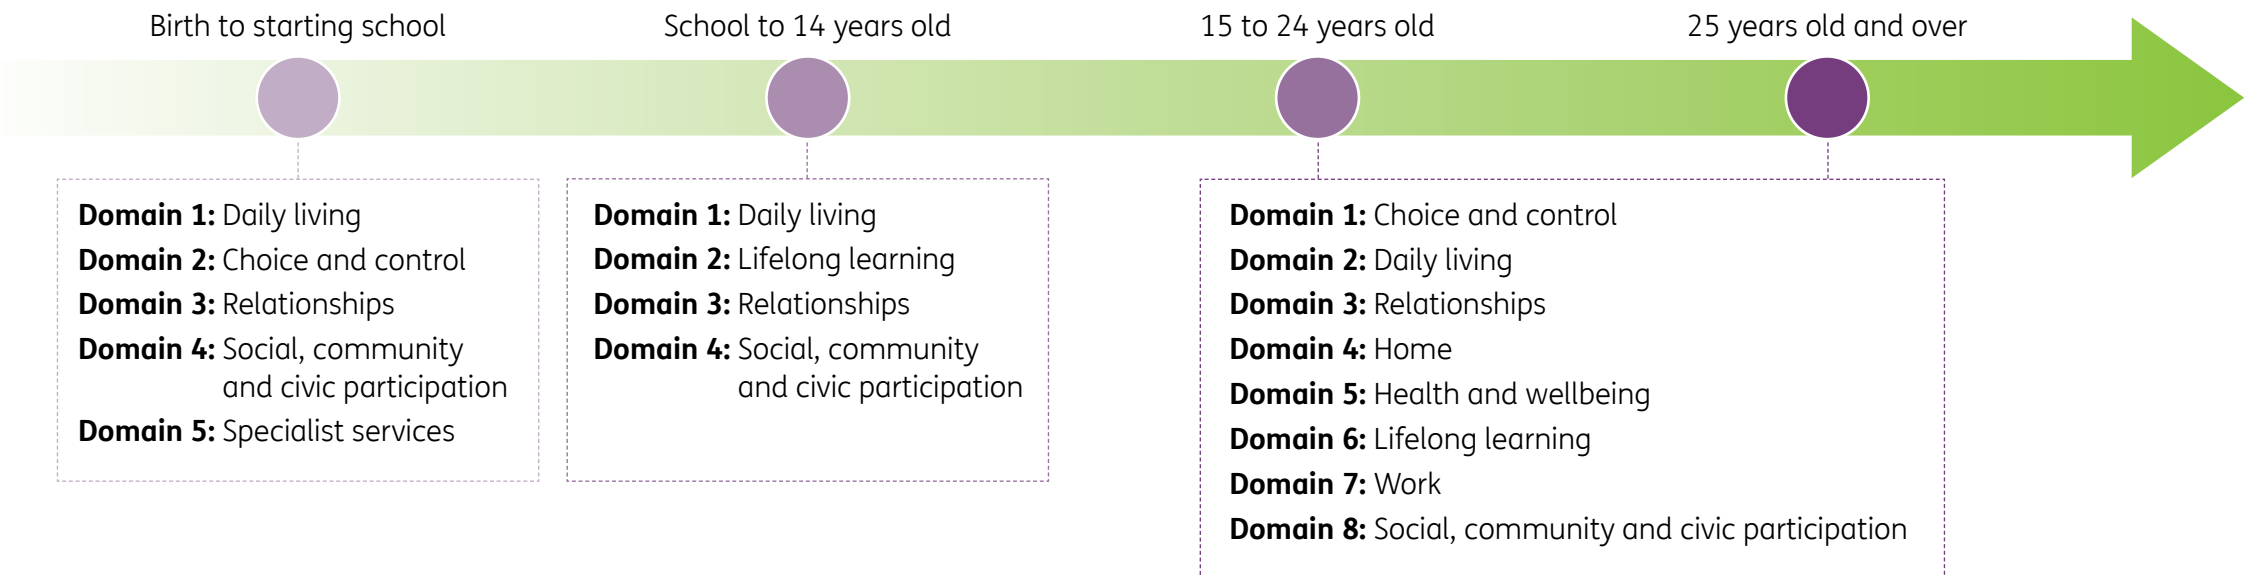 Birth to starting school
School to 14 years old
15 to 24 years old
25 years old and over
Domain 1: Daily living
Domain 2: Choice and control
Domain 3: Relationships
Domain 4: Social, community
and civic participation
Domain 5: Specialist services
Domain 1: Daily living
Domain 2: Lifelong learning
Domain 3: Relationships
Domain 4: Social, community
and civic participation
Domain 1: Choice and control
Domain 2: Daily living
Domain 3: Relationships
Domain 4: Home
Domain 5: Health and wellbeing
Domain 6: Lifelong learning
Domain 7: Work
Domain 8: Social, community and civic participation